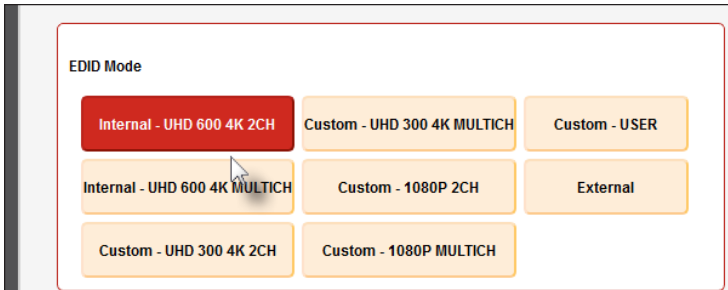 EDID Mode
Internal - UHD 600 4K 2CH
Custom - UHD 300 4K MULTICH
Custom - USER
Internal - UHD 600 4K MULTICH
Custom - 1080P 2CH
External
Custom - UHD 300 4K 2CH
Custom - 1080P MULTICH